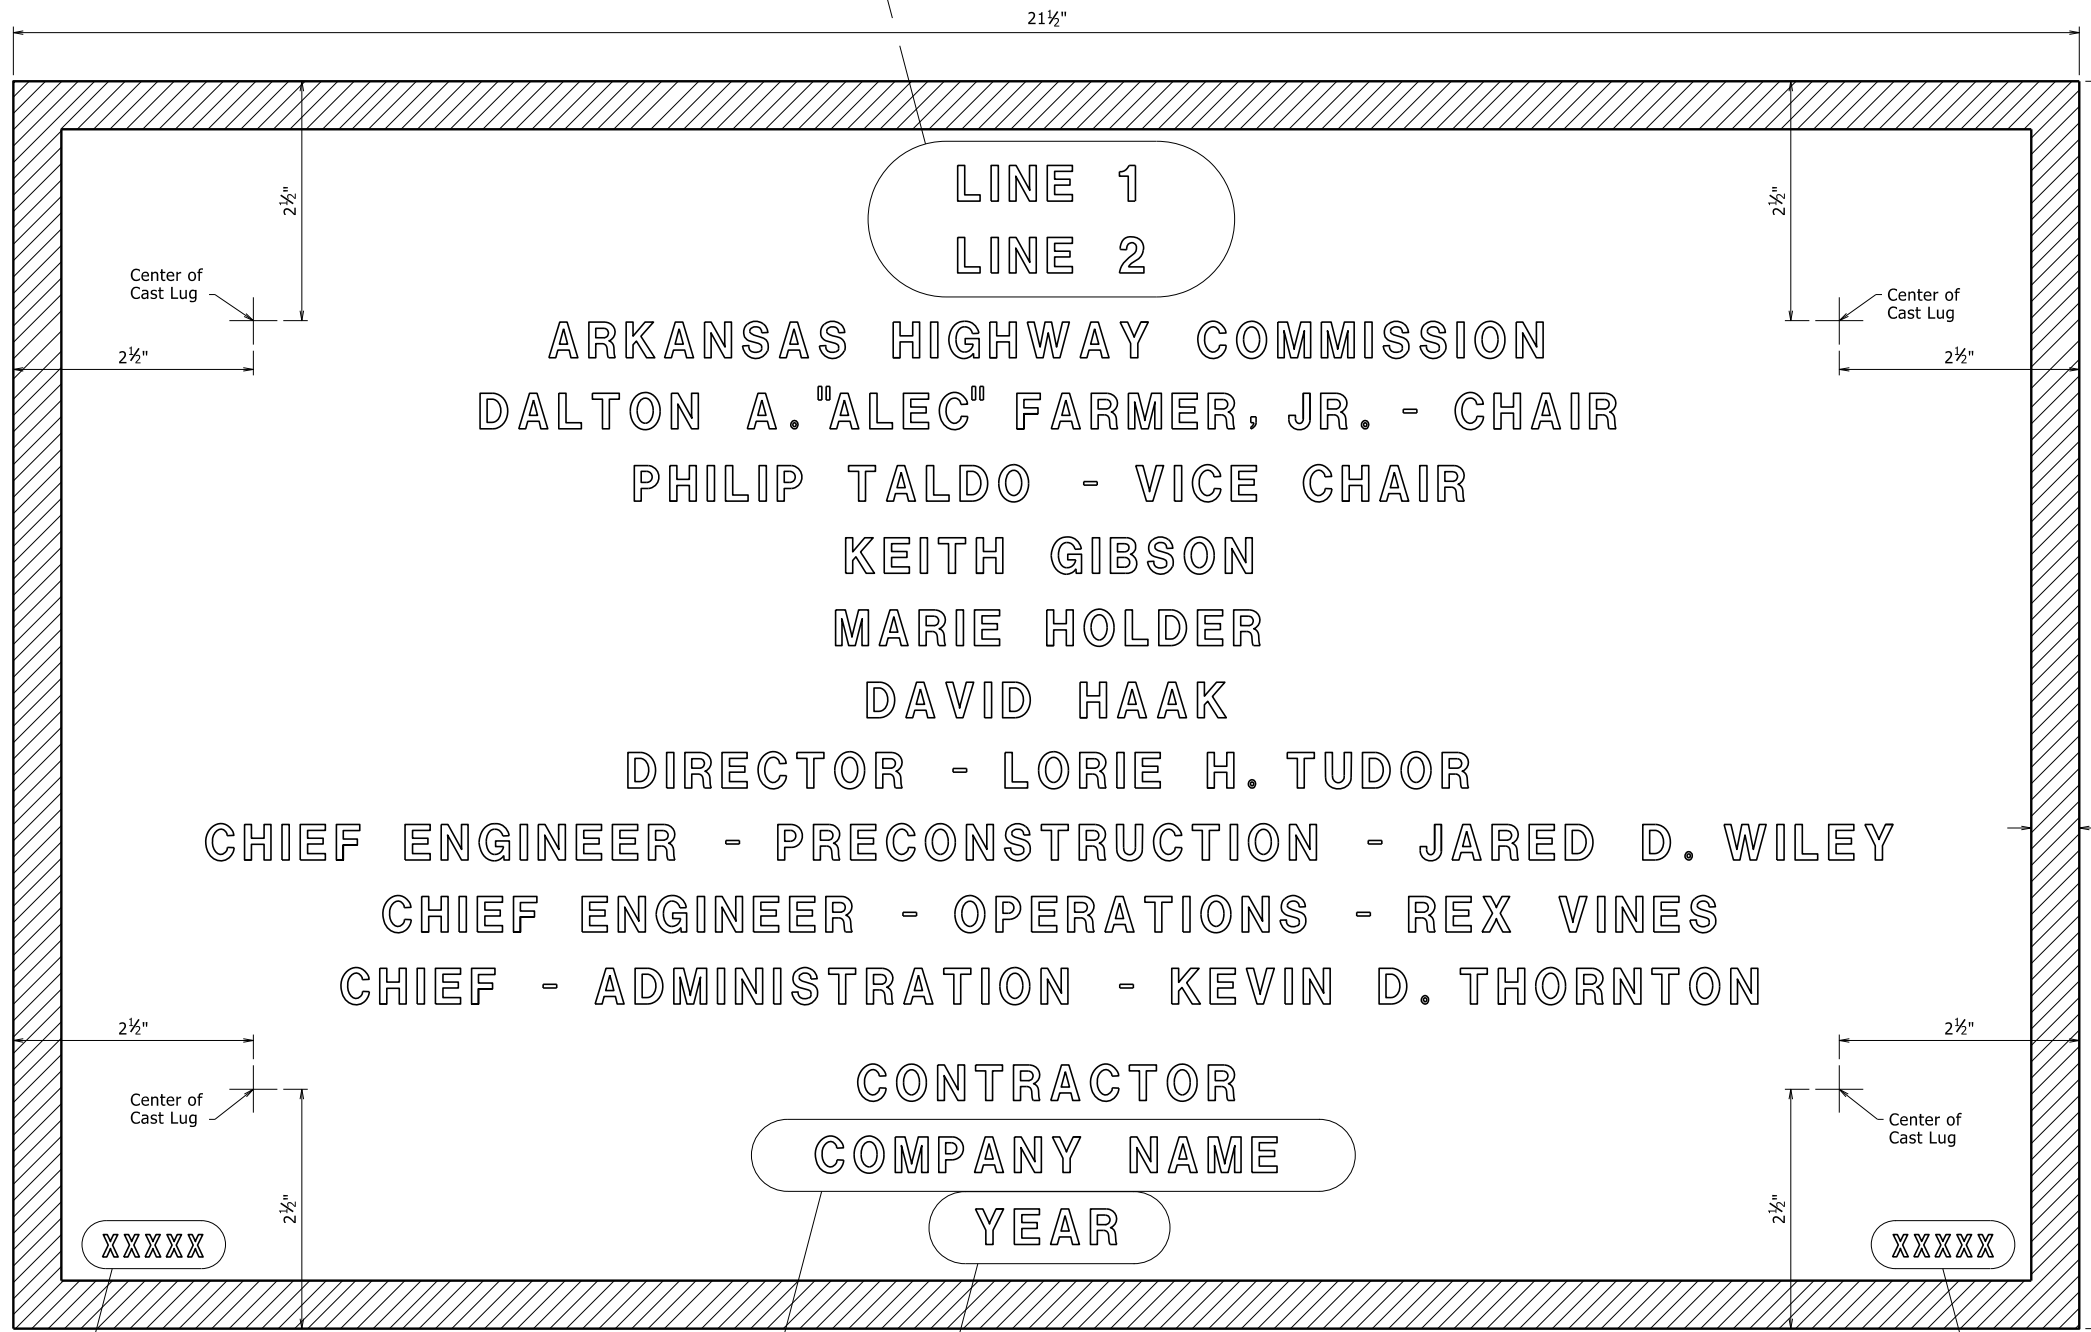 21½"
2½"
2½"
LINE 1
LINE 2
Center of
Cast Lug
Center of
Cast Lug
2½"
2½"
ARKANSAS HIGHWAY COMMISSION
DALTON A. "ALEC" FARMER, JR. - CHAIR
PHILIP TALDO - VICE CHAIR
KEITH GIBSON
MARIE HOLDER
DAVID HAAK
DIRECTOR - LORIE H. TUDOR
CHIEF ENGINEER - PRECONSTRUCTION - JARED D. WILEY
CHIEF ENGINEER - OPERATIONS - REX VINES
CHIEF - ADMINISTRATION - KEVIN D. THORNTON
2½"
2½"
Center of
Cast Lug
Center of
Cast Lug
CONTRACTOR
COMPANY NAME
2½"
2½"
YEAR
XXXXX
XXXXX